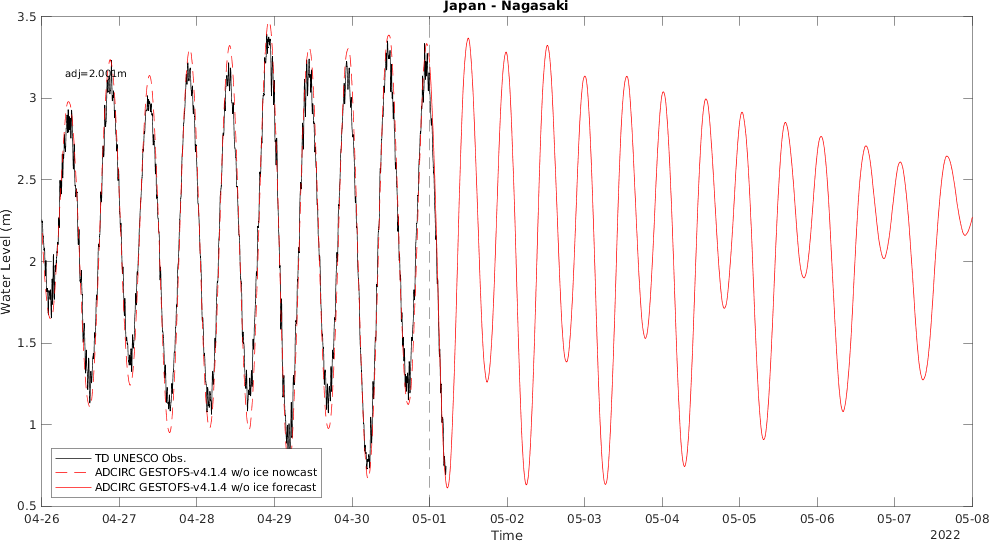 Japan - Nagasaki
3.5
3
2.5
2
1.5
1
0.5
Water Level (m)
adj=2.001m
TD UNESCO Obs.
ADCIRC GESTOFS-v4.1.4 w/o ice nowcast
ADCIRC GESTOFS-v4.1.4 w/o ice forecast
04-26 04-27 04-28 04-29 04-30 05-01 05-02 05-03 05-04 05-05 05-06 05-07 05-08
Time
2022